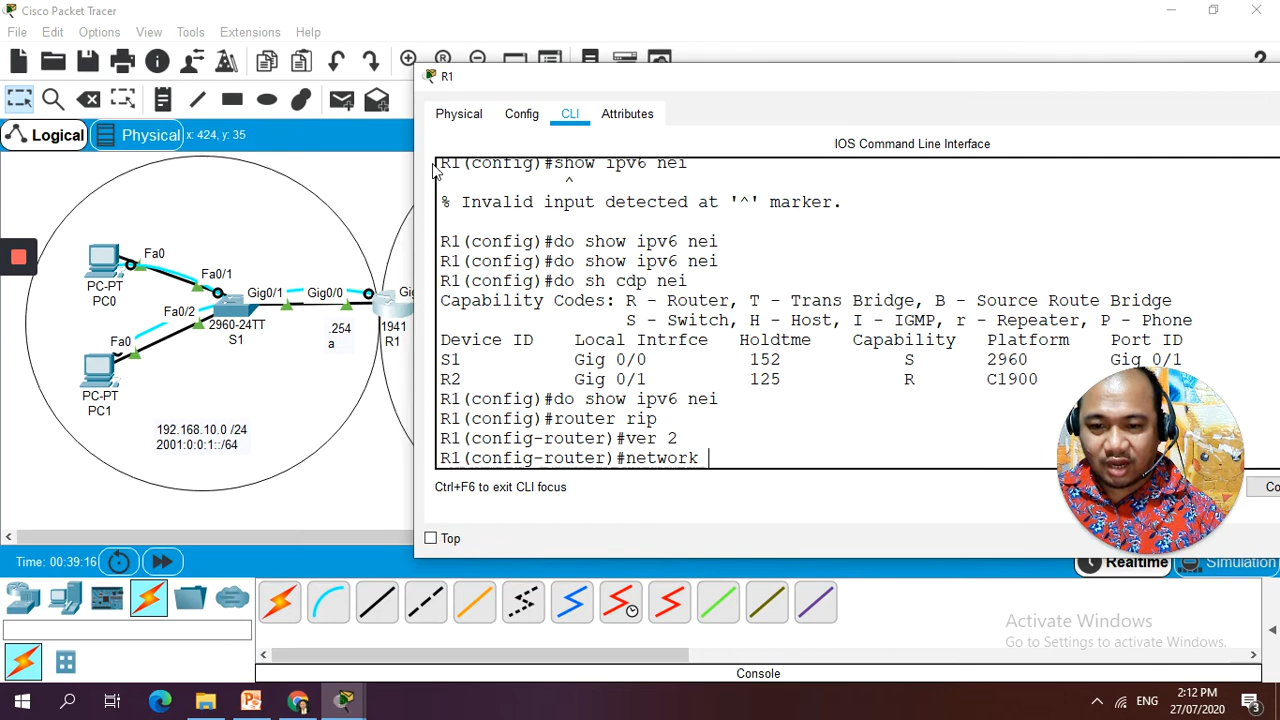 Cisco Packet Tracer
File Edit Options View Tools Extensions Help
Logical Physical x: 424, y: 35
R1
Physical Config CLI Attributes
IOS Command Line Interface
R1(config)#show ipv6 nei
^
% Invalid input detected at '^' marker.
R1(config)#do show ipv6 nei
R1(config)#do show ipv6 nei
R1(config)#do sh cdp nei
Capability Codes: R - Router, T - Trans Bridge, B - Source Route Bridge
S - Switch, H - Host, I - IGMP, r - Repeater, P - Phone
Device ID Local Intrfce Holdtme Capability Platform Port ID
S1 Gig 0/0 152 S 2960 Gig 0/1
R2 Gig 0/1 125 R C1900
R1(config)#do show ipv6 nei
R1(config)#router rip
R1(config-router)#ver 2
R1(config-router)#network
Ctrl+F6 to exit CLI focus
Co
Top
Fa0
PC-PT
PC0
Fa0/1
Fa0/2
Gig0/1
2960-24TT
S1
Gig0/0
.254
a
Gig
1941
R1
Fa0
PC-PT
PC1
192.168.10.0 /24
2001:0:0:1::/64
Time: 00:39:16
Realtime
Simulation
Activate Windows
Go to Settings to activate Windows.
Console
ENG
2:12 PM
27/07/2020
3